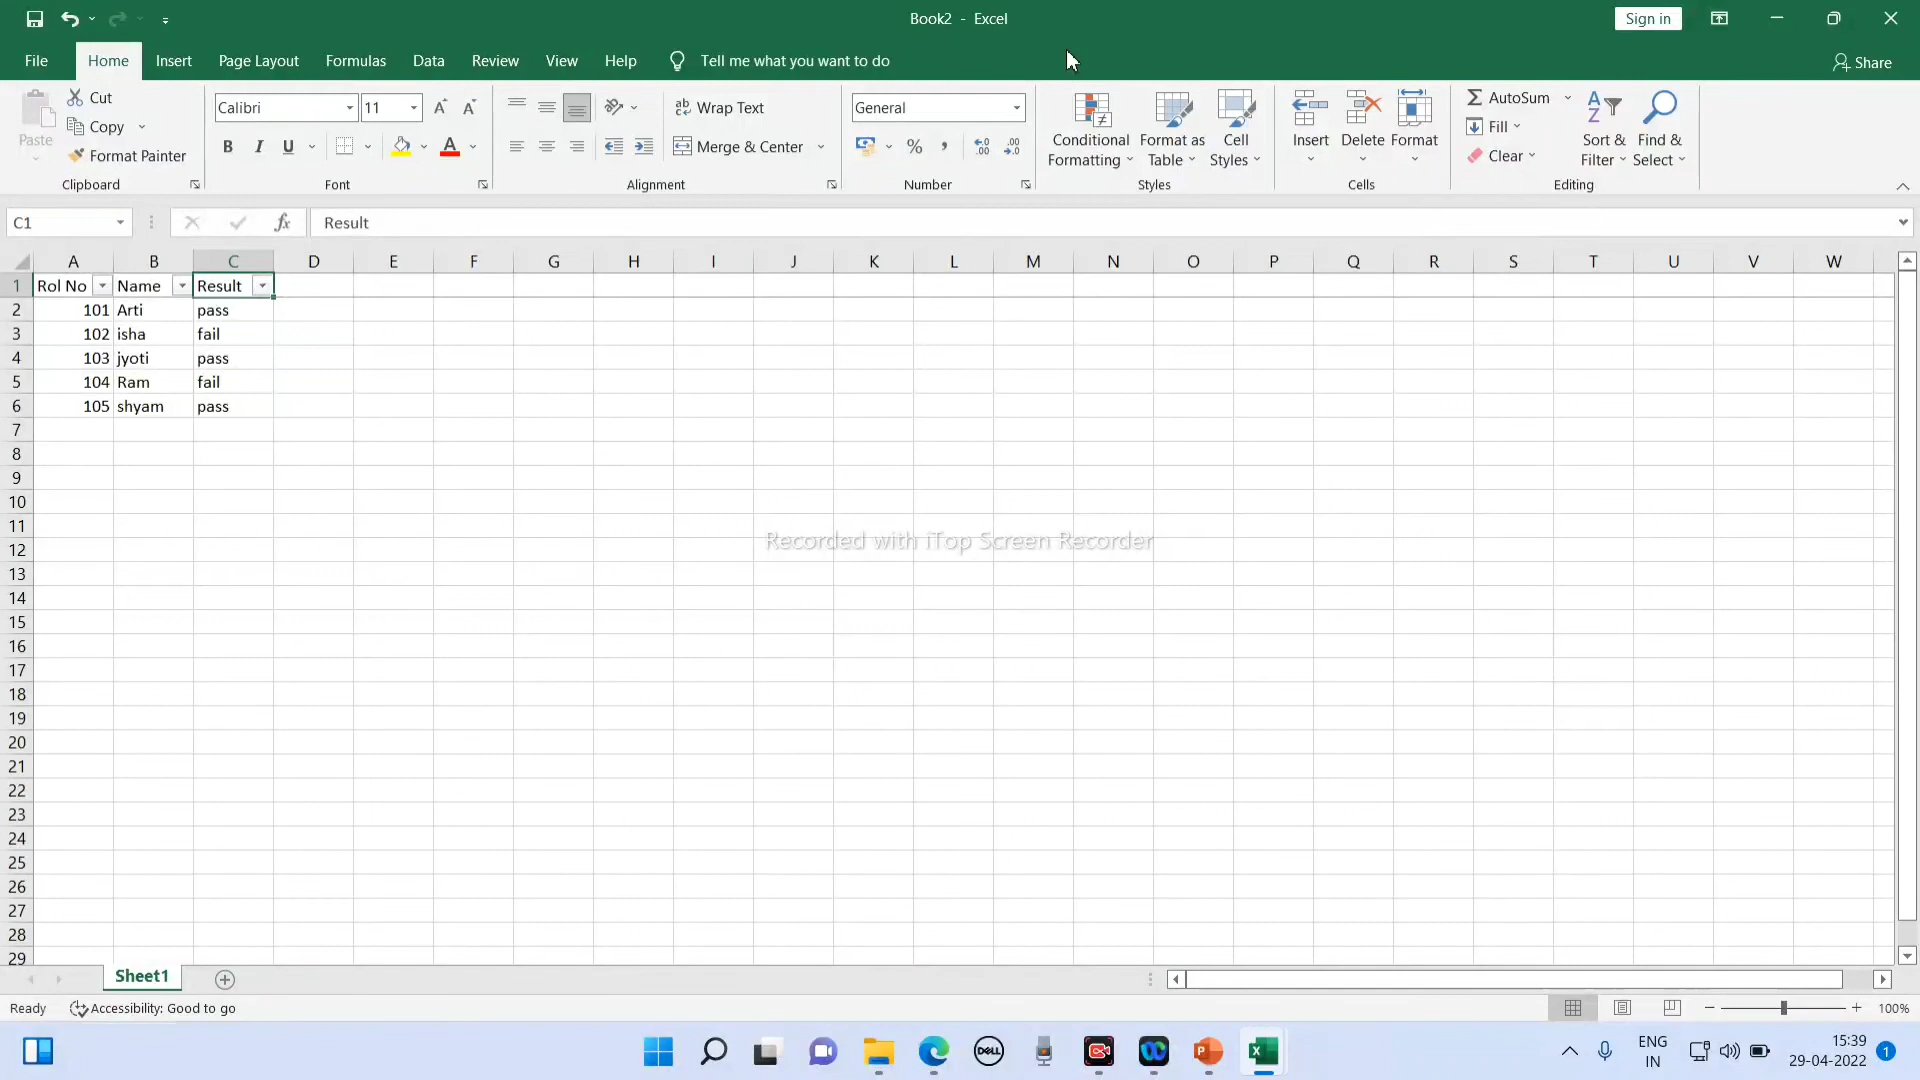 Book2 - Excel
Sign in
File Home Insert Page Layout Formulas Data Review View Help Tell me what you want to do Share
Paste
Cut
Copy
Format Painter
Clipboard
Calibri 11
B I U A
Font
Wrap Text
Merge & Center
Alignment
General
%
Number
Conditional Formatting
Format as Table
Cell Styles
Styles
Insert Delete Format
Cells
AutoSum
Fill
Clear
Sort & Filter
Find & Select
Editing
C1 fx Result
A B C D E F G H I J K L M N O P Q R S T U V W
1 Rol No Name Result
2 101 Arti pass
3 102 isha fail
4 103 jyoti pass
5 104 Ram fail
6 105 shyam pass
7
8
9
10
11
12
13
14
15
16
17
18
19
20
21
22
23
24
25
26
27
28
29
Recorded with iTop Screen Recorder
Sheet1
Ready Accessibility: Good to go 100%
DELL
ENG
IN
15:39
29-04-2022
1